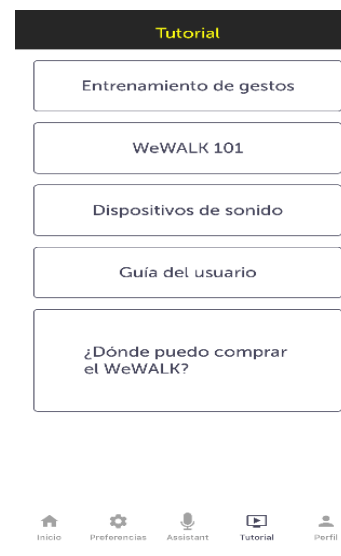 Tutorial
Entrenamiento de gestos
WeWALK 101
Dispositivos de sonido
Guía del usuario
¿Dónde puedo comprar
el WeWALK?
Inicio Preferencias Assistant Tutorial Perfil